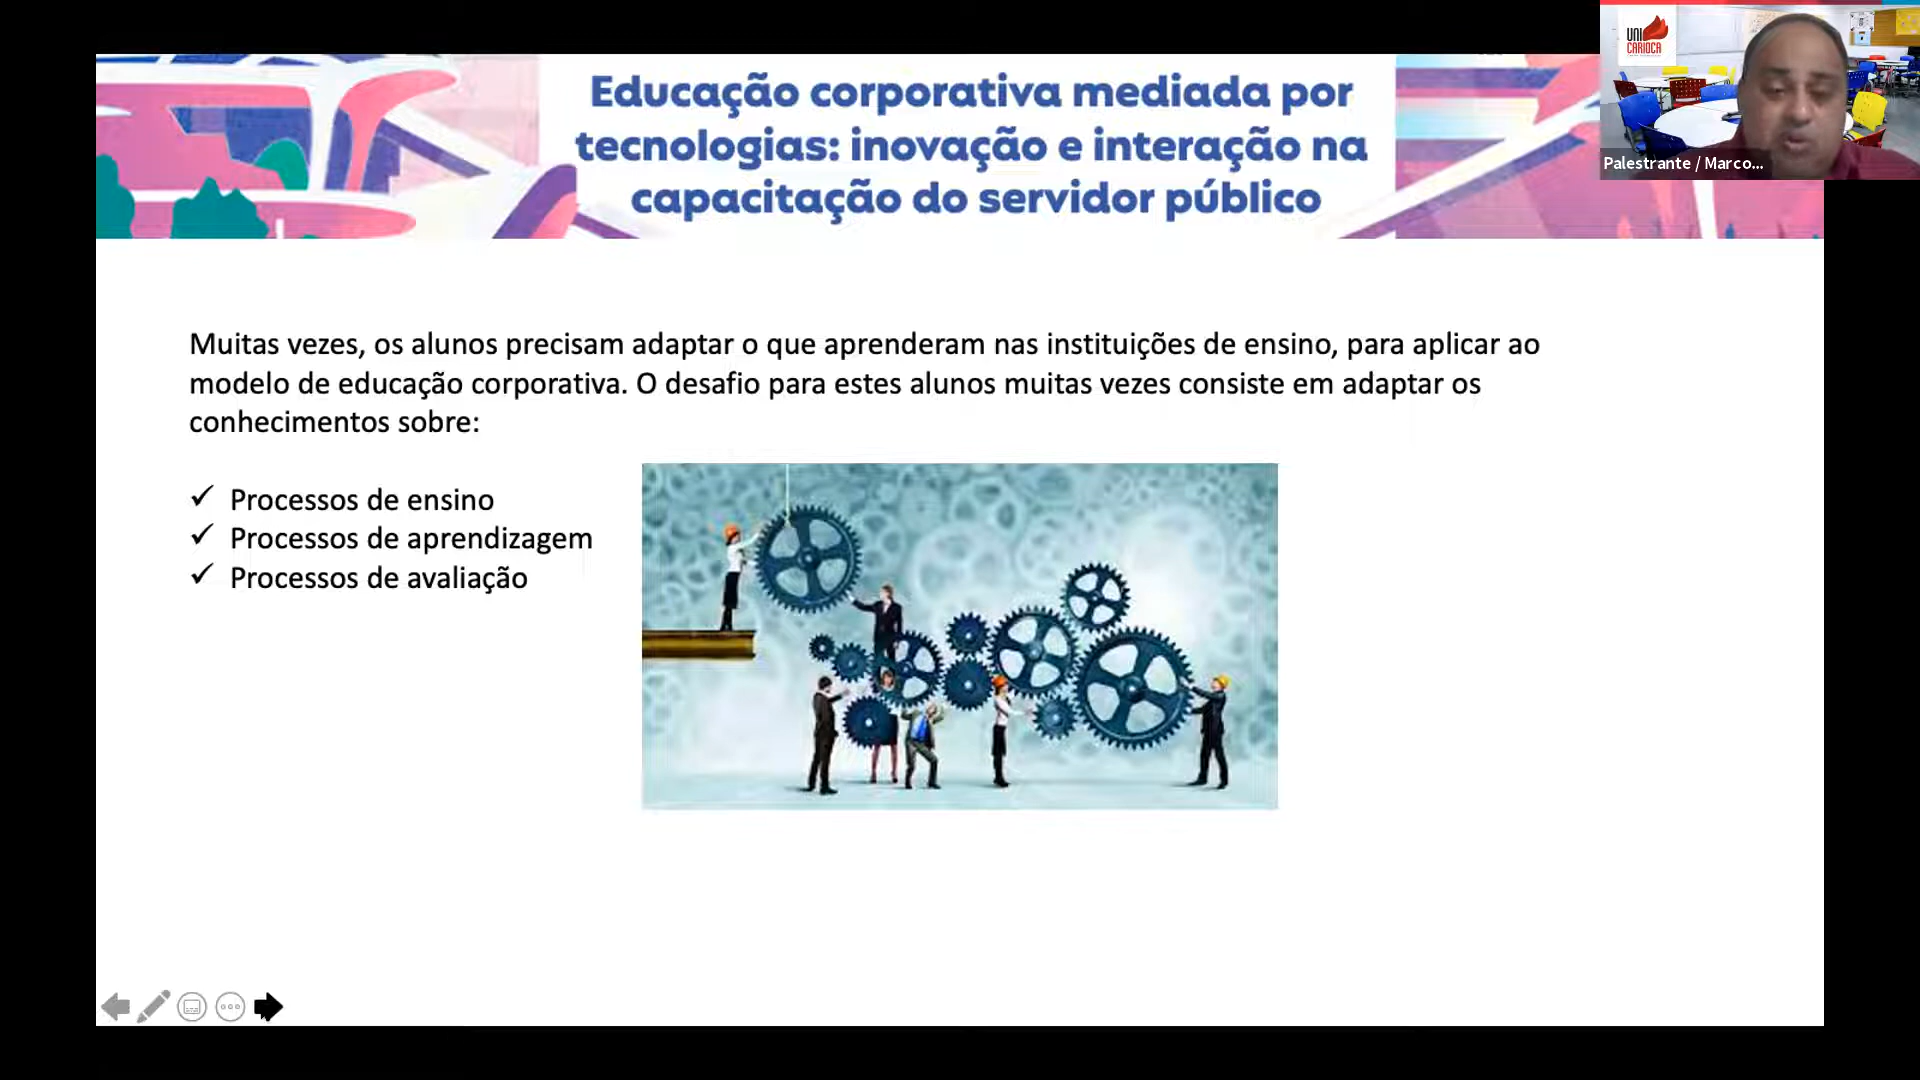 Educação corporativa mediada por
tecnologias: inovação e interação na
capacitação do servidor público
UNI
CARIOCA
Palestrante / Marco...
Muitas vezes, os alunos precisam adaptar o que aprenderam nas instituições de ensino, para aplicar ao
modelo de educação corporativa. O desafio para estes alunos muitas vezes consiste em adaptar os
conhecimentos sobre:
✓ Processos de ensino
✓ Processos de aprendizagem
✓ Processos de avaliação